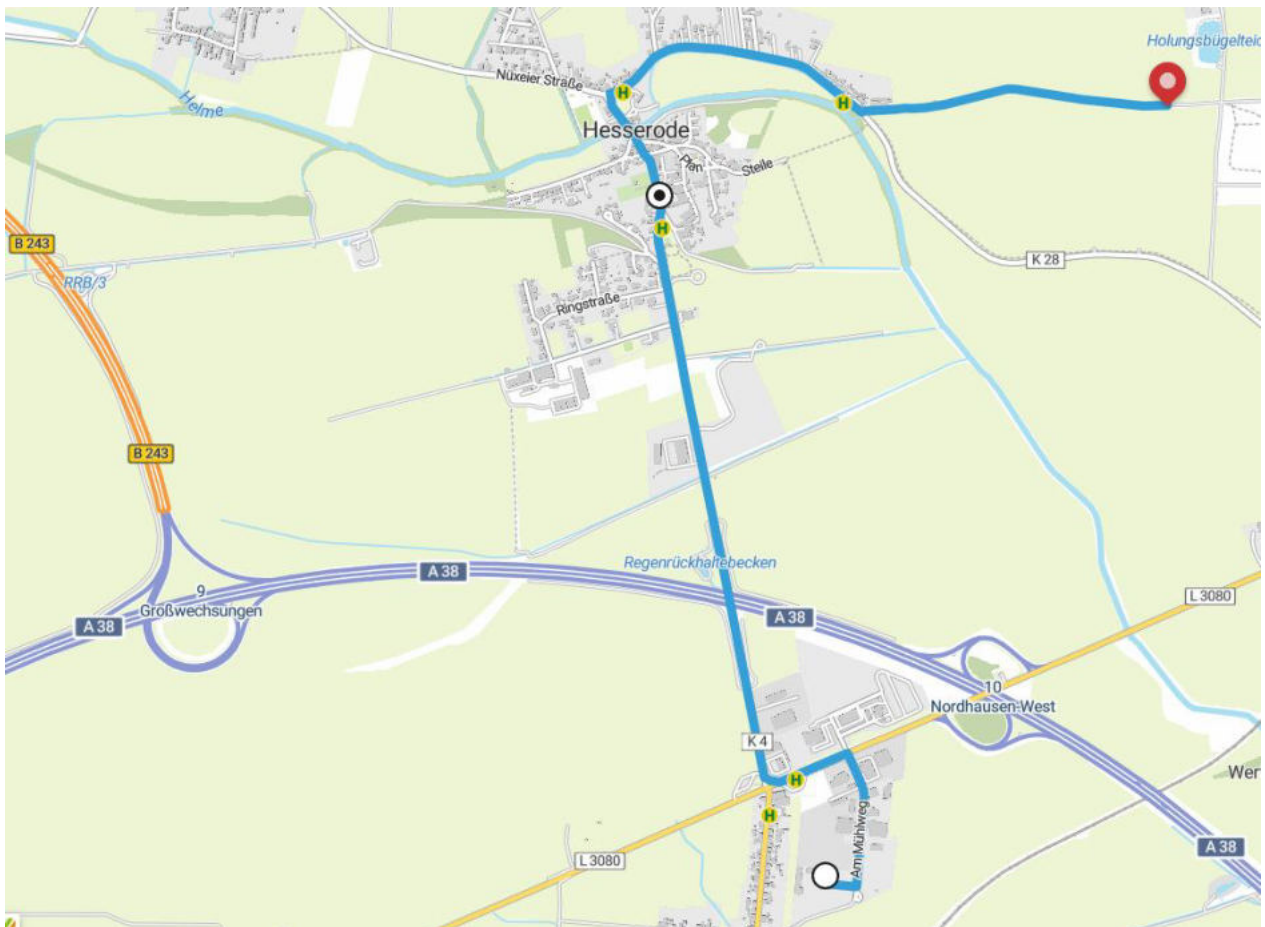 Holungsbügelteic
Nüxeier Straße
H
H
Helme
Hesserode
Plan
Steile
H
B 243
K 28
RRB/3
Ringstraße
B 243
Regenrückhaltebecken
A 38
9
Großwechsungen
A 38
A 38
L 3080
10
Nordhausen-West
K 4
H
Wer
H
Am Mühlweg
L 3080
A 38